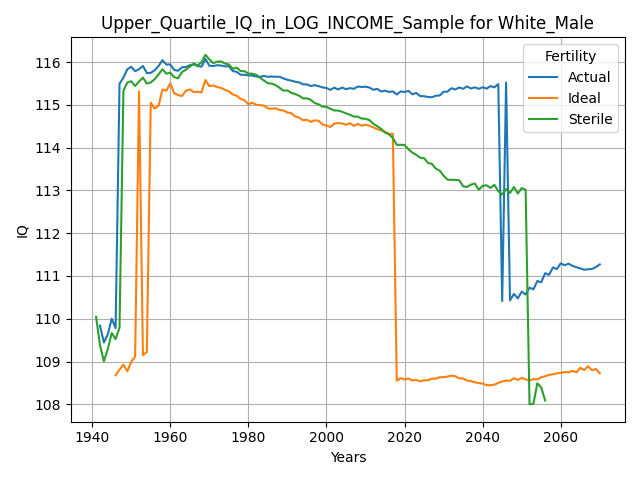 Upper_Quartile_IQ_in_LOG_INCOME_Sample for White_Male
Fertility
Actual
Ideal
Sterile
IQ
116
115
114
113
112
111
110
109
108
1940 1960 1980 2000 2020 2040 2060
Years